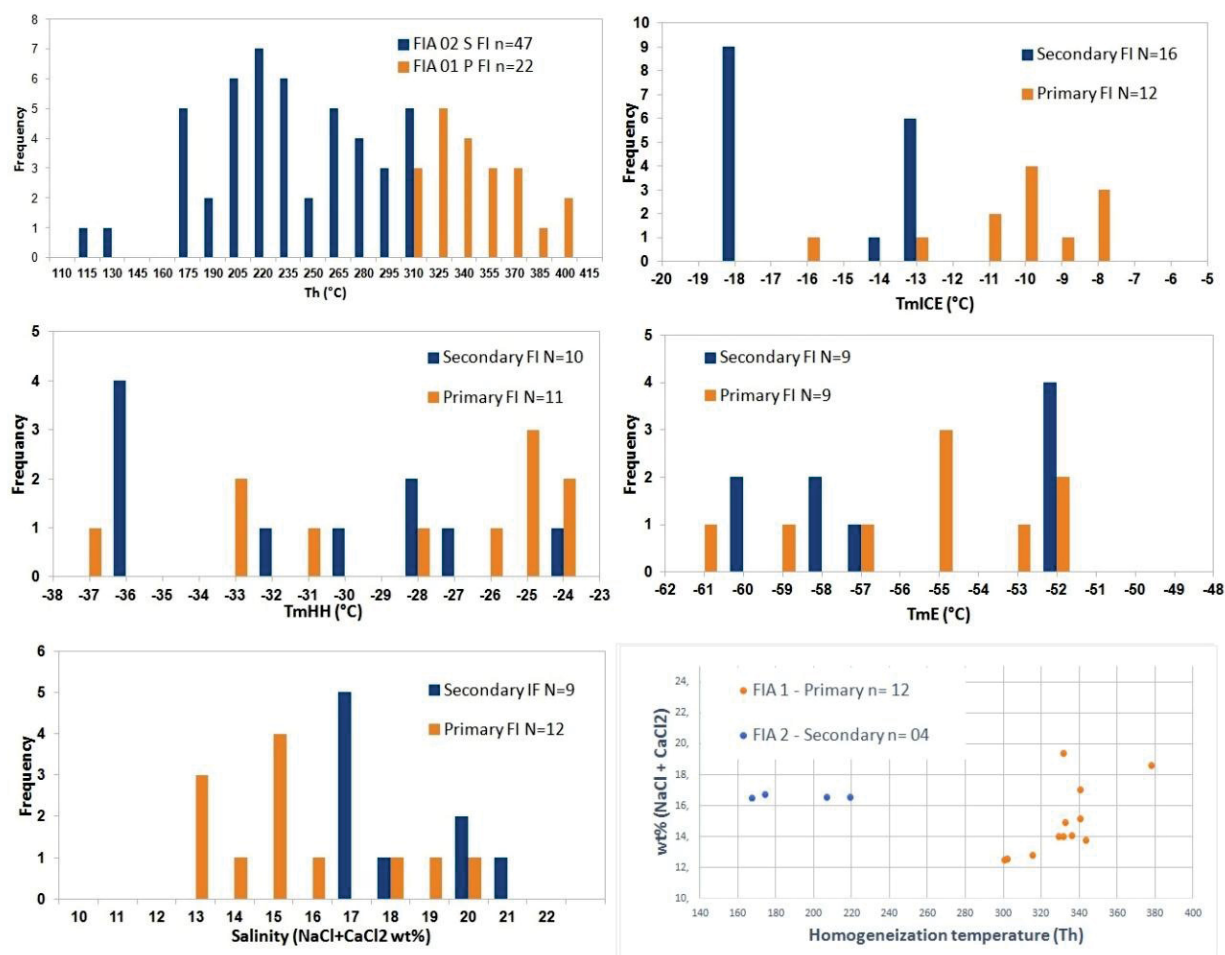 8
7
6
5
4
3
2
1
0
Frequency
FIA 02 S FI n=47
FIA 01 P FI n=22
110 115 130 145 160 175 190 205 220 235 250 265 280 295 310 325 340 355 370 385 400 415
Th (°C)
10
9
8
7
6
5
4
3
2
1
0
Frequency
Secondary FI N=16
Primary FI N=12
-20 -19 -18 -17 -16 -15 -14 -13 -12 -11 -10 -9 -8 -7 -6 -5
TmICE (°C)
5
4
3
2
1
0
Frequancy
Secondary FI N=10
Primary FI N=11
-38 -37 -36 -35 -34 -33 -32 -31 -30 -29 -28 -27 -26 -25 -24 -23
TmHH (°C)
5
4
3
2
1
0
Frequency
Secondary FI N=9
Primary FI N=9
-62 -61 -60 -59 -58 -57 -56 -55 -54 -53 -52 -51 -50 -49 -48
TmE (°C)
6
5
4
3
2
1
0
Frequency
Secondary IF N=9
Primary FI N=12
10 11 12 13 14 15 16 17 18 19 20 21 22
Salinity (NaCl+CaCl2 wt%)
24,
22,
20,
18,
16,
14,
12,
10,
wt% (NaCl + CaCl2)
FIA 1 - Primary n= 12
FIA 2 - Secondary n= 04
140 160 180 200 220 240 260 280 300 320 340 360 380 400
Homogeneization temperature (Th)